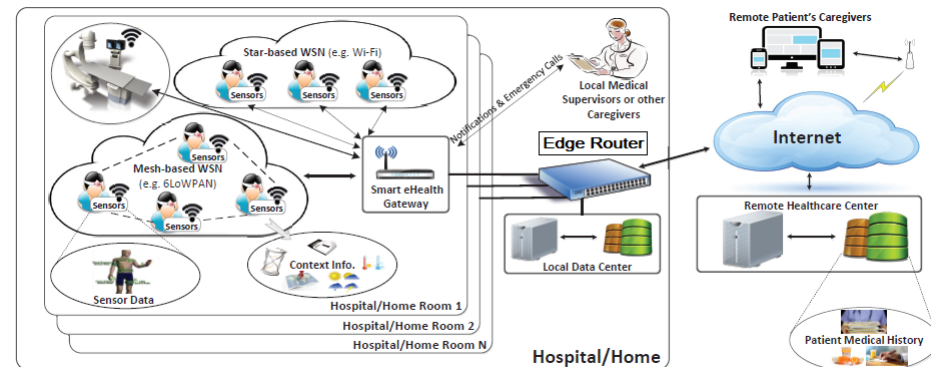 Star-based WSN (e.g. Wi-Fi)
Sensors
Sensors
Sensors
Sensors
Mesh-based WSN
(e.g. 6LoWPAN)
Sensors
Sensors
Sensors
Smart eHealth
Gateway
Notifications & Emergency Calls
Local Medical
Supervisors or other
Caregivers
Edge Router
Local Data Center
Sensor Data
Context Info.
Hospital/Home Room 1
Hospital/Home Room 2
Hospital/Home Room N
Hospital/Home
Remote Patient's Caregivers
Internet
Remote Healthcare Center
Patient Medical History